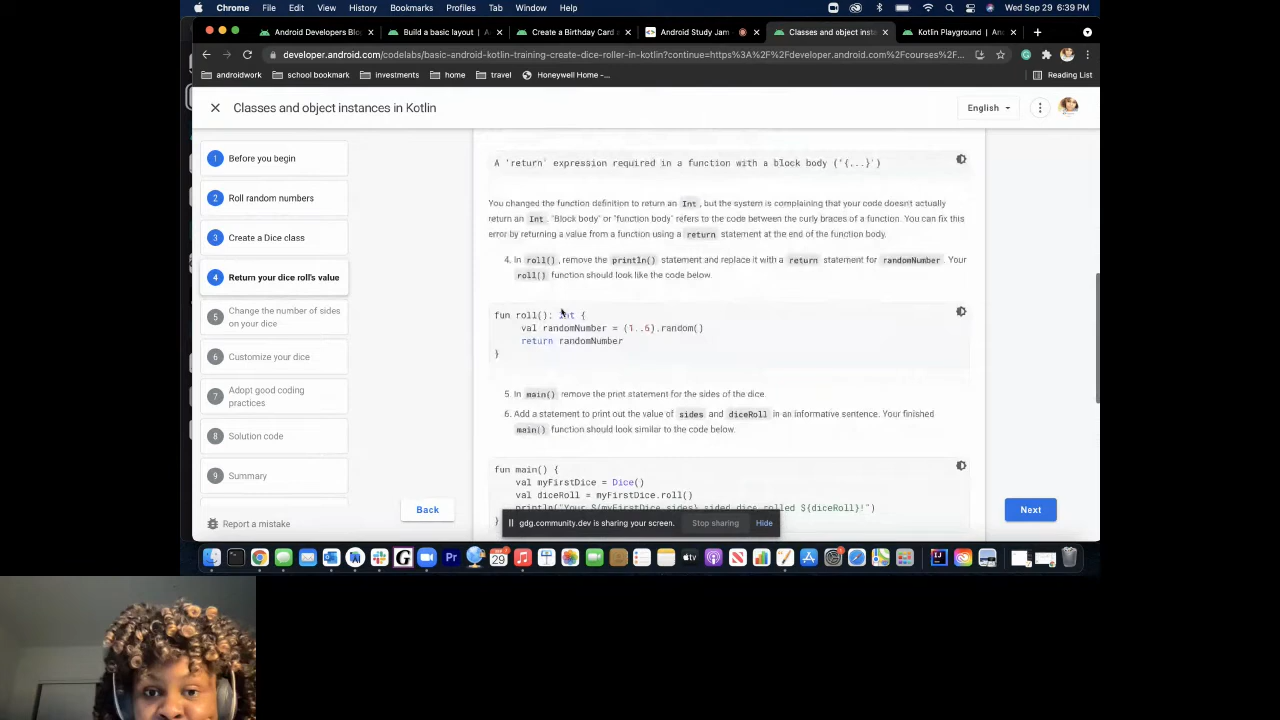 Chrome File Edit View History Bookmarks Profiles Tab Window Help Wed Sep 29 6:39 PM
Android Developers Blo Build a basic layout | A Create a Birthday Card a Android Study Jam Classes and object inst Kotlin Playground | And
developer.android.com/codelabs/basic-android-kotlin-training-create-dice-roller-in-kotlin?continue=https%3A%2F%2Fdeveloper.android.com%2Fcourses%2F...
androidwork school bookmark investments home travel Honeywell Home -... Reading List
Classes and object instances in Kotlin English
1 Before you begin
2 Roll random numbers
3 Create a Dice class
4 Return your dice roll's value
5 Change the number of sides
on your dice
6 Customize your dice
7 Adopt good coding
practices
8 Solution code
9 Summary
Report a mistake
A 'return' expression required in a function with a block body ('{...}')
You changed the function definition to return an Int, but the system is complaining that your code doesn't actually
return an Int. "Block body" or "function body" refers to the code between the curly braces of a function. You can fix this
error by returning a value from a function using a return statement at the end of the function body.
4. In roll(), remove the println() statement and replace it with a return statement for randomNumber. Your
roll() function should look like the code below.
fun roll(): Int {
val randomNumber = (1..6).random()
return randomNumber
}
5. In main() remove the print statement for the sides of the dice.
6. Add a statement to print out the value of sides and diceRoll in an informative sentence. Your finished
main() function should look similar to the code below.
fun main() {
val myFirstDice = Dice()
val diceRoll = myFirstDice.roll()
println("Your ${myFirstDice.sides} sided dice rolled ${diceRoll}!")
}
Back Next
gdg.community.dev is sharing your screen. Stop sharing Hide